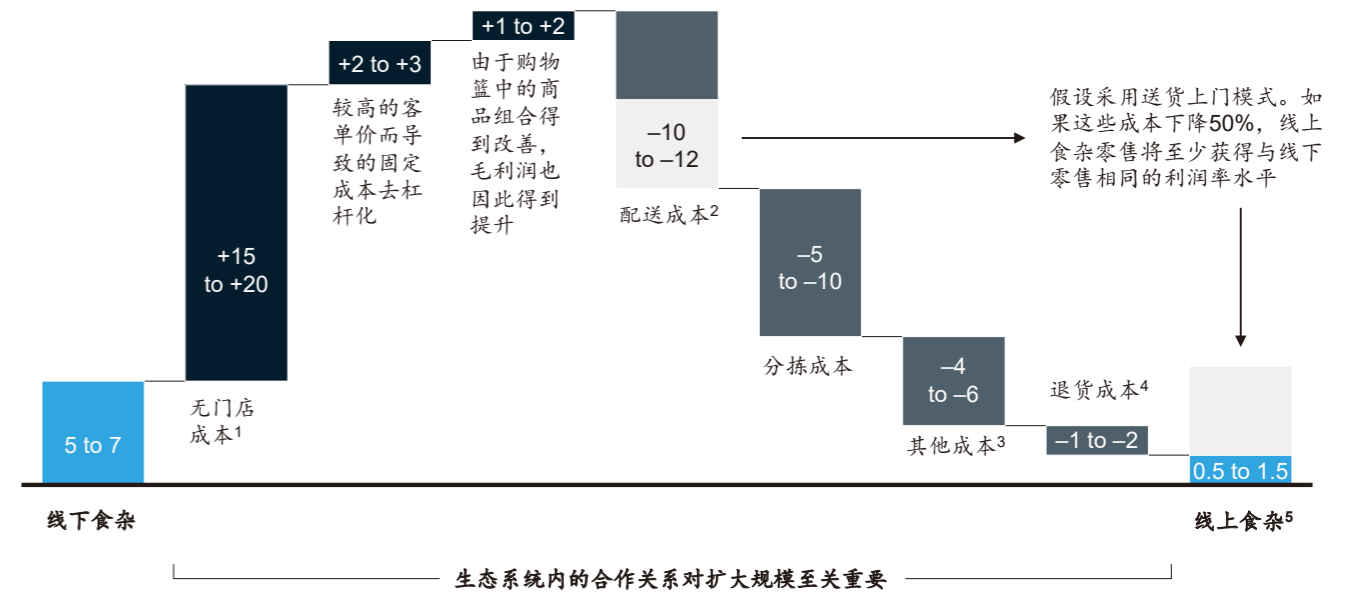 +1 to +2
+2 to +3
由于购物
篮中的商
品组合得
到改善,
毛利润也
因此得到
提升
较高的客
单价而导
致的固定
成本去杠
杆化
假设采用送货上门模式。如
果这些成本下降50%，线上
食杂零售将至少获得与线下
零售相同的利润率水平
–10
to –12
配送成本2
+15
to +20
–5
to –10
分拣成本
–4
to –6
退货成本4
无门店
成本1
5 to 7
其他成本3
–1 to –2
0.5 to 1.5
线下食杂
线上食杂5
生态系统内的合作关系对扩大规模至关重要